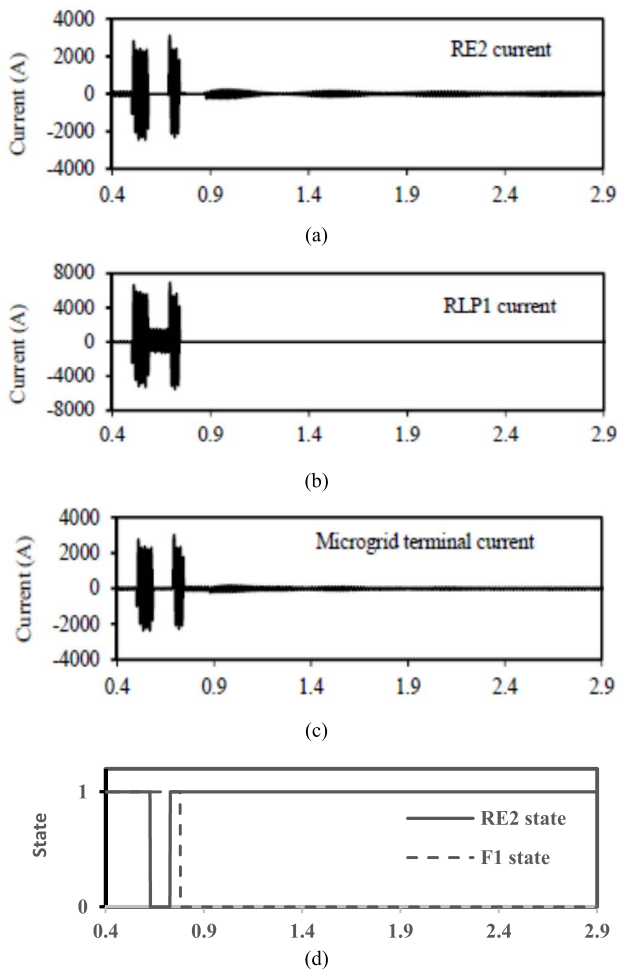 4000
2000
0
-2000
-4000
Current (A)
RE2 current
0.4 0.9 1.4 1.9 2.4 2.9
(a)
8000
4000
0
-4000
-8000
Current (A)
RLP1 current
0.4 0.9 1.4 1.9 2.4 2.9
(b)
4000
2000
0
-2000
-4000
Current (A)
Microgrid terminal current
0.4 0.9 1.4 1.9 2.4 2.9
(c)
1
0
State
RE2 state
F1 state
0.4 0.9 1.4 1.9 2.4 2.9
(d)